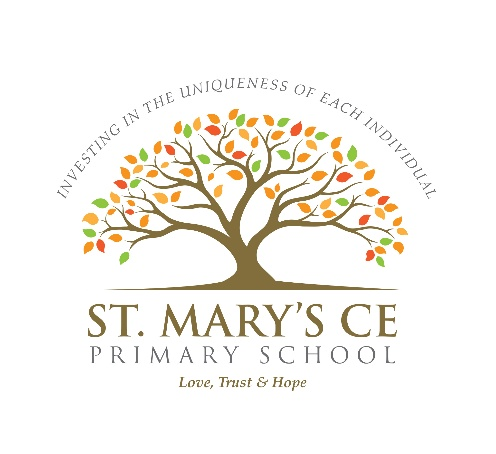 INVESTING IN THE UNIQUENESS OF EACH INDIVIDUAL
ST. MARY'S CE
PRIMARY SCHOOL
Love, Trust & Hope